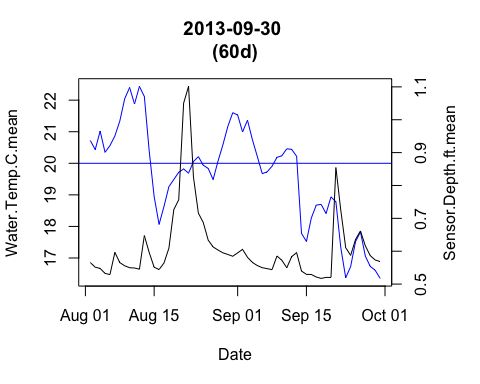 2013-09-30
(60d)
Water.Temp.C.mean
22
21
20
19
18
17
1.1
0.9
0.7
0.5
Sensor.Depth.ft.mean
Aug 01 Aug 15 Sep 01 Sep 15 Oct 01
Date